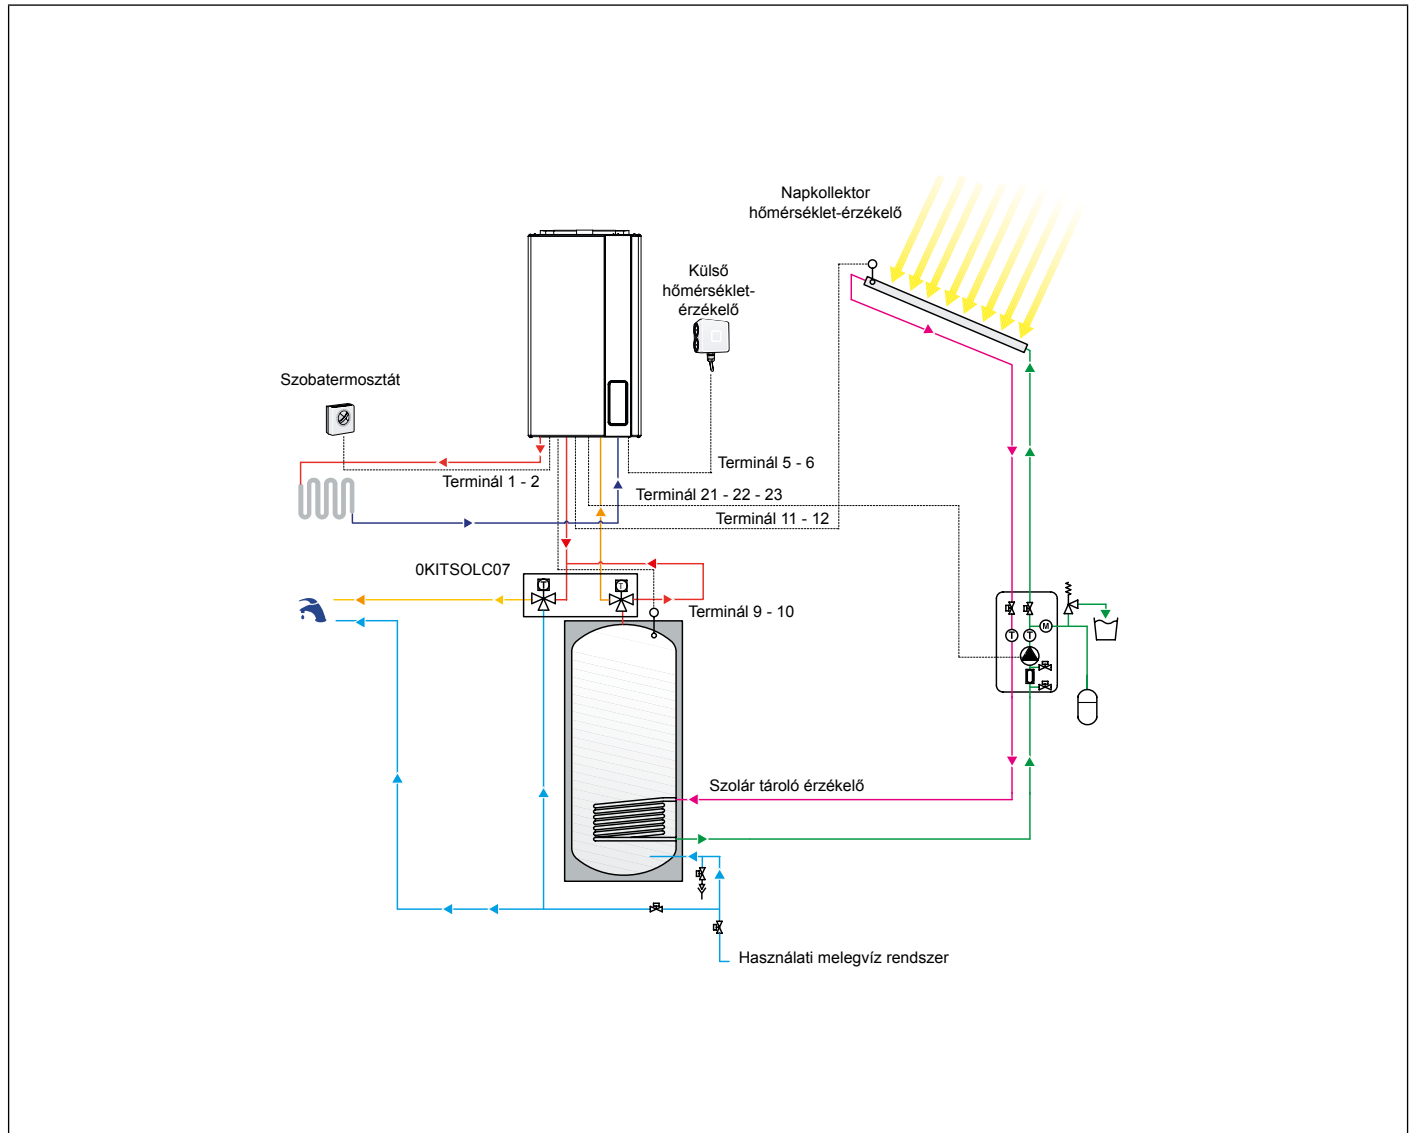 Napkollektor
hőmérséklet-érzékelő
Külső
hőmérséklet-
érzékelő
Szobatermosztát
Terminál 5 - 6
Terminál 1 - 2
Terminál 21 - 22 - 23
Terminál 11 - 12
0KITSOLC07
T
T
Terminál 9 - 10
M
T
T
Szolár tároló érzékelő
Használati melegvíz rendszer